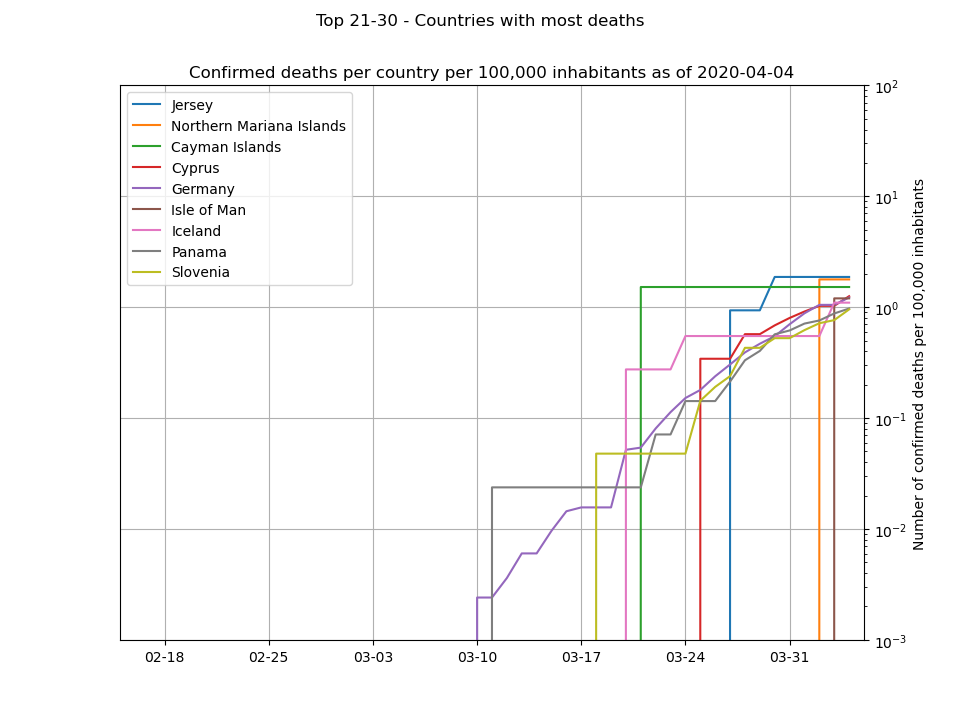 Top 21-30 - Countries with most deaths
Confirmed deaths per country per 100,000 inhabitants as of 2020-04-04
Jersey
Northern Mariana Islands
Cayman Islands
Cyprus
Germany
Isle of Man
Iceland
Panama
Slovenia
10²
10¹
10⁰
10⁻¹
10⁻²
10⁻³
Number of confirmed deaths per 100,000 inhabitants
02-18 02-25 03-03 03-10 03-17 03-24 03-31